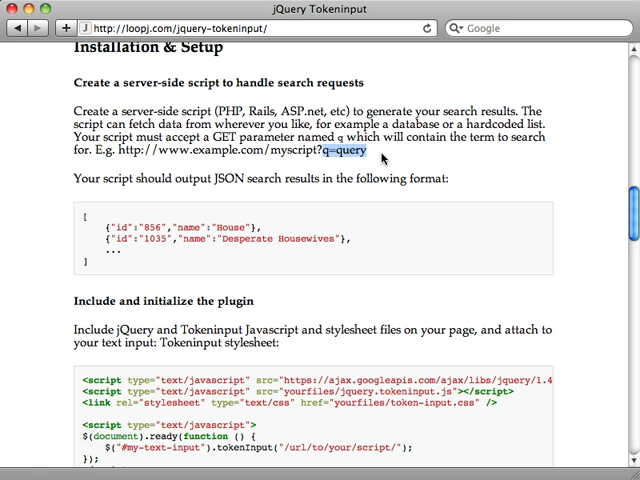 jQuery Tokeninput
http://loopj.com/jquery-tokeninput/
Google
Installation & Setup
Create a server-side script to handle search requests
Create a server-side script (PHP, Rails, ASP.net, etc) to generate your search results. The
script can fetch data from wherever you like, for example a database or a hardcoded list.
Your script must accept a GET parameter named q which will contain the term to search
for. E.g. http://www.example.com/myscript?q=query
Your script should output JSON search results in the following format:
[
{"id":"856","name":"House"},
{"id":"1035","name":"Desperate Housewives"},
...
]
Include and initialize the plugin
Include jQuery and Tokeninput Javascript and stylesheet files on your page, and attach to
your text input: Tokeninput stylesheet:
<script type="text/javascript" src="https://ajax.googleapis.com/ajax/libs/jquery/1.4
<script type="text/javascript" src="yourfiles/jquery.tokeninput.js"></script>
<link rel="stylesheet" type="text/css" href="yourfiles/token-input.css" />
<script type="text/javascript">
$(document).ready(function () {
$("#my-text-input").tokenInput("/url/to/your/script/");
});